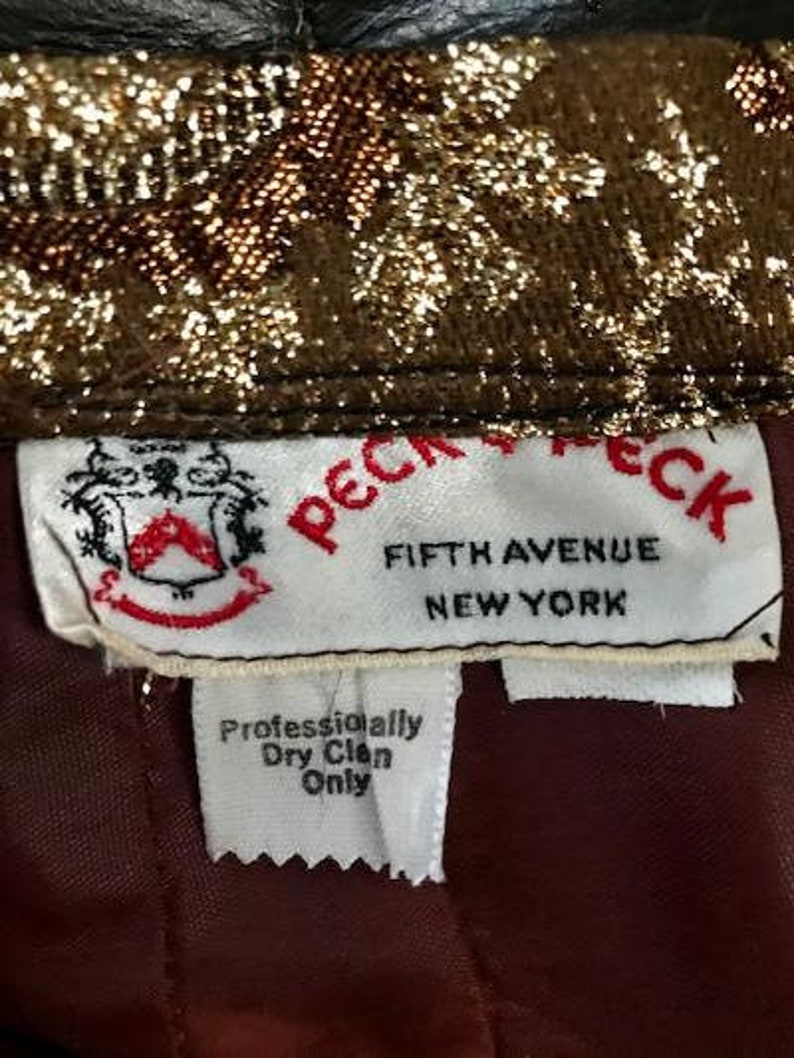 PECK & PECK
FIFTH AVENUE
NEW YORK
Professionally
Dry Clean
Only